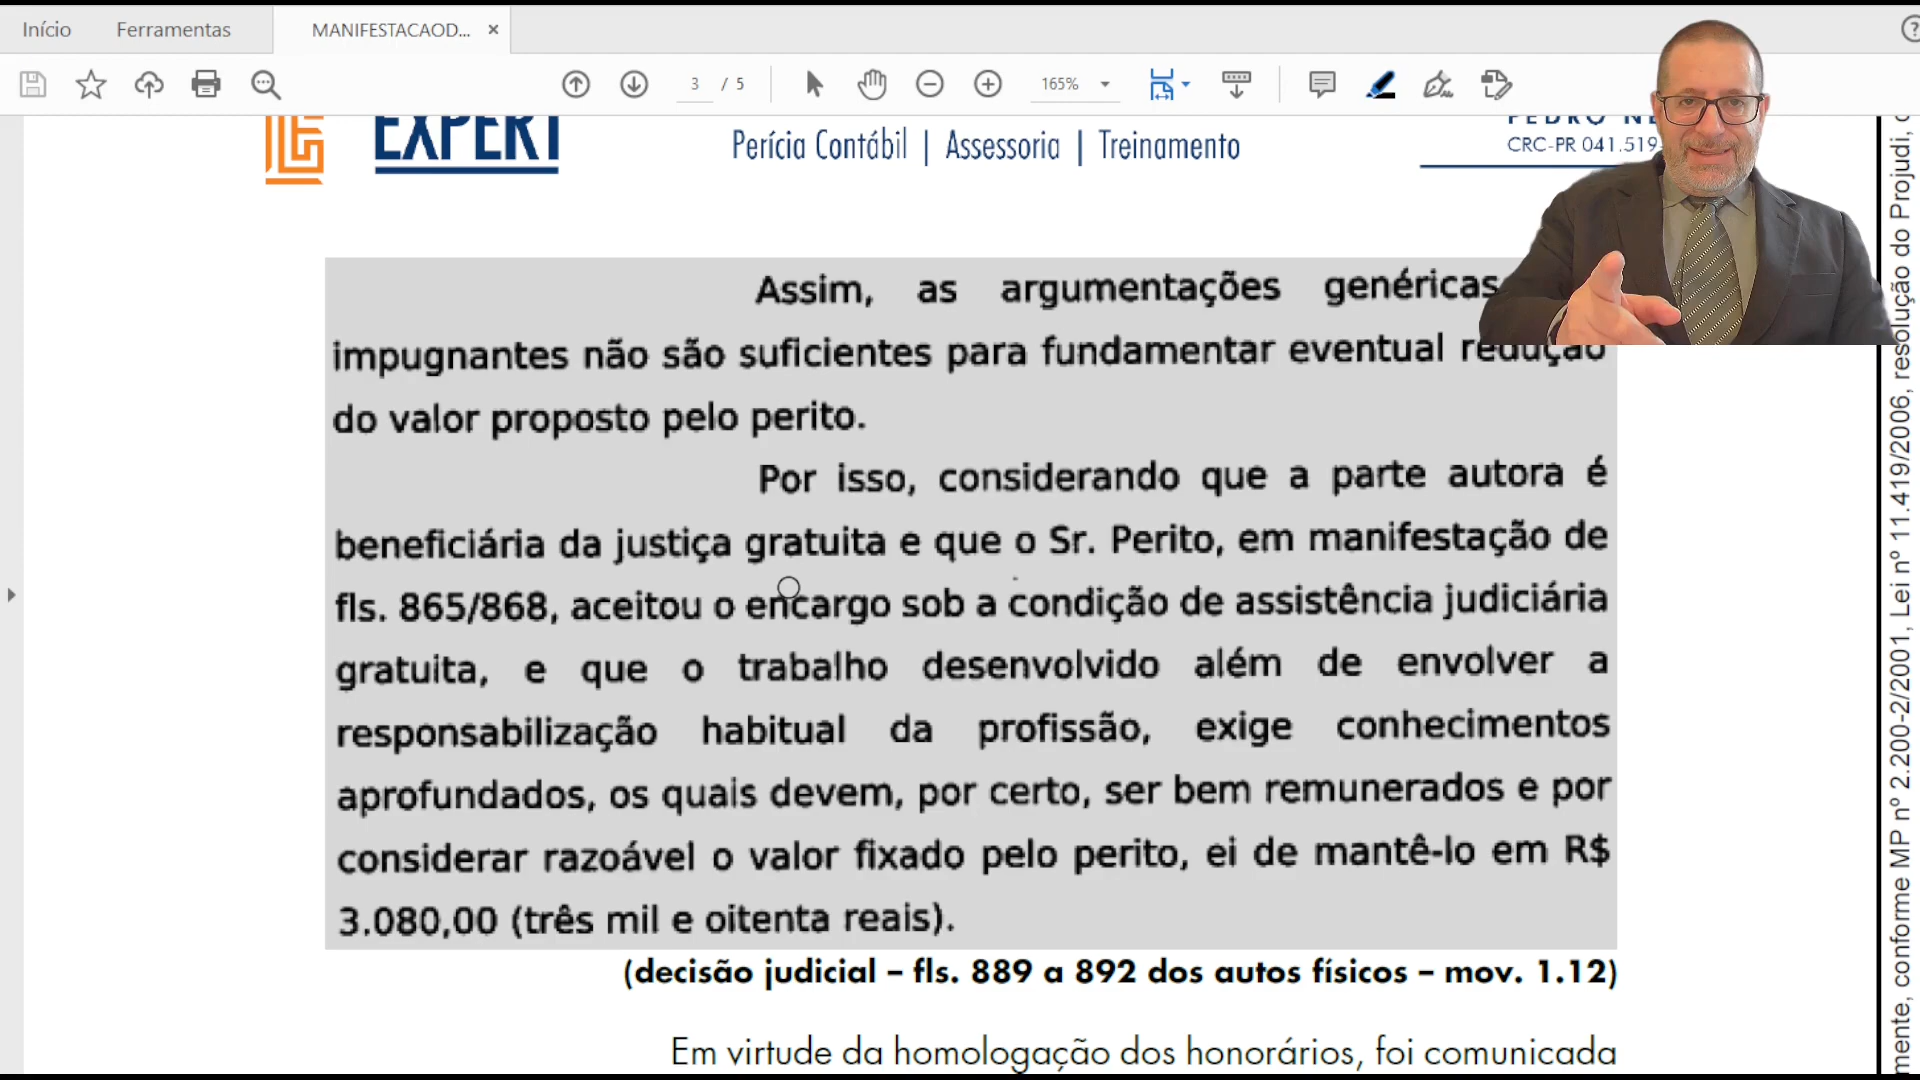 Início
Ferramentas
MANIFESTACAOD...
3 / 5
165%
EXPERT
Perícia Contábil | Assessoria | Treinamento
PEDRO
CRC-PR 041.519
Assim, as argumentações genéricas
impugnantes não são suficientes para fundamentar eventual redução
do valor proposto pelo perito.
Por isso, considerando que a parte autora é
beneficiária da justiça gratuita e que o Sr. Perito, em manifestação de
fls. 865/868, aceitou o encargo sob a condição de assistência judiciária
gratuita, e que o trabalho desenvolvido além de envolver a
responsabilização habitual da profissão, exige conhecimentos
aprofundados, os quais devem, por certo, ser bem remunerados e por
considerar razoável o valor fixado pelo perito, ei de mantê-lo em R$
3.080,00 (três mil e oitenta reais).
(decisão judicial – fls. 889 a 892 dos autos físicos – mov. 1.12)
Em virtude da homologação dos honorários, foi comunicada
mente, conforme MP nº 2.200-2/2001, Lei nº 11.419/2006, resolução do Projudi,